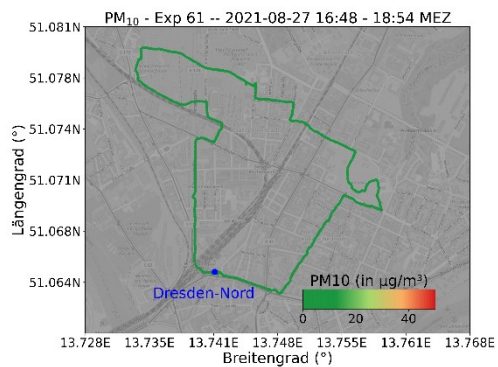 PM₁₀ - Exp 61 -- 2021-08-27 16:48 - 18:54 MEZ
51.081N
51.078N
51.074N
51.071N
51.068N
51.064N
Längengrad (°)
Dresden-Nord
PM10 (in µg/m³)
0 20 40
13.728E 13.735E 13.741E 13.748E 13.755E 13.761E 13.768E
Breitengrad (°)